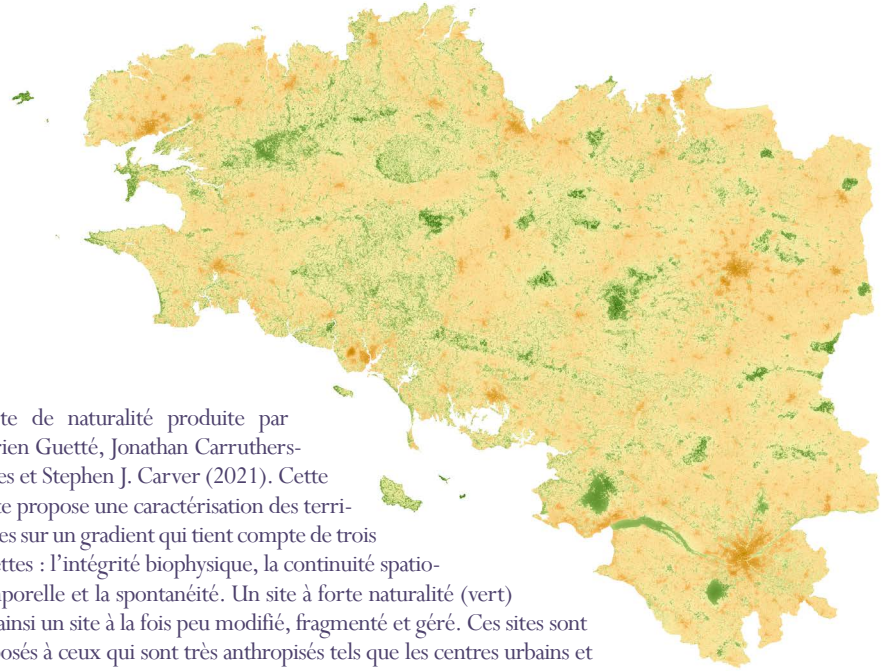 te de naturalité produite par
rien Guetté, Jonathan Carruthers-
es et Stephen J. Carver (2021). Cette
te propose une caractérisation des terri-
es sur un gradient qui tient compte de trois
ettes : l'intégrité biophysique, la continuité spatio-
porelle et la spontanéité. Un site à forte naturalité (vert)
ainsi un site à la fois peu modifié, fragmenté et géré. Ces sites sont
posés à ceux qui sont très anthropisés tels que les centres urbains et